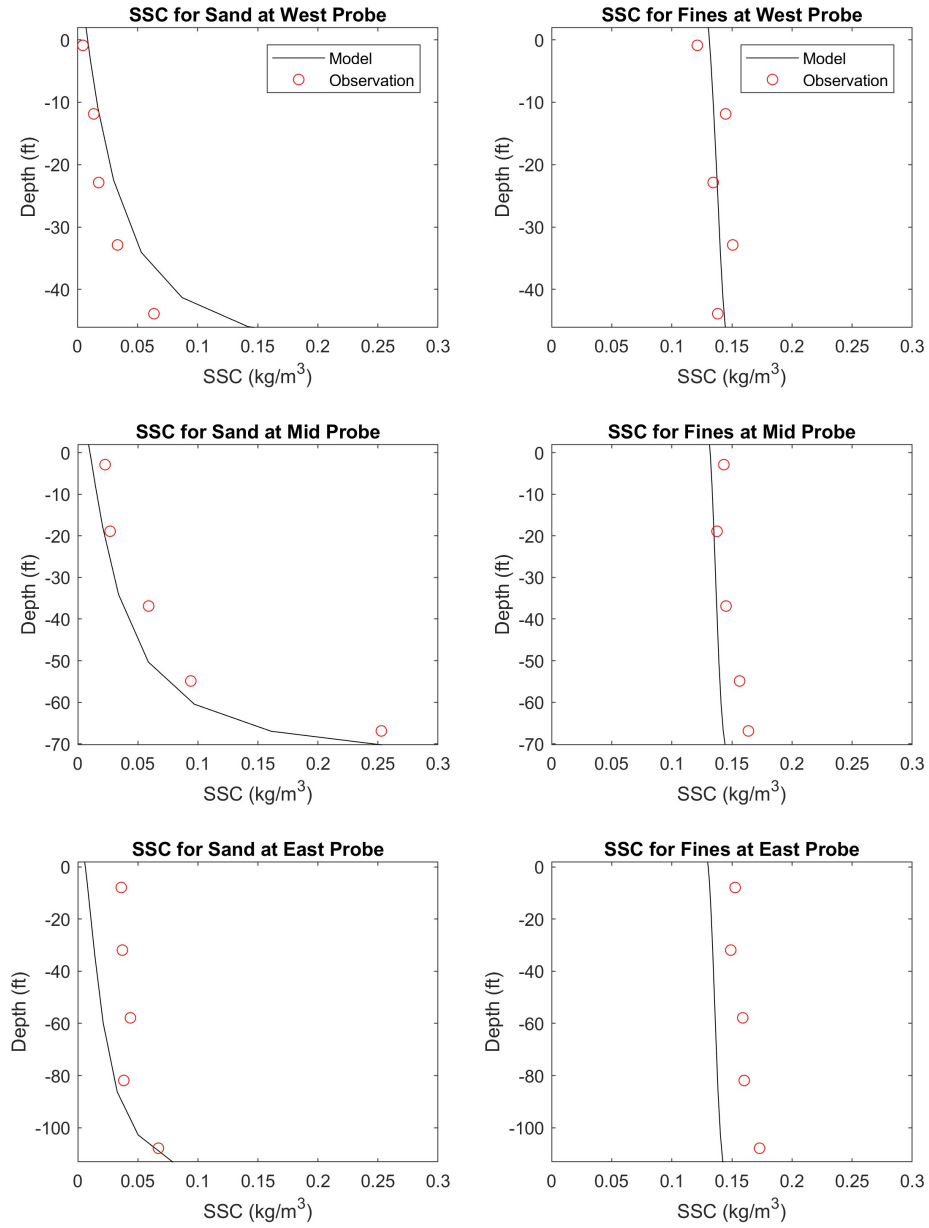 SSC for Sand at West Probe
Model
Observation
0
-10
-20
-30
-40
Depth (ft)
0 0.05 0.1 0.15 0.2 0.25 0.3
SSC (kg/m³)
SSC for Fines at West Probe
Model
Observation
0
-10
-20
-30
-40
Depth (ft)
0 0.05 0.1 0.15 0.2 0.25 0.3
SSC (kg/m³)
SSC for Sand at Mid Probe
0
-10
-20
-30
-40
-50
-60
-70
Depth (ft)
0 0.05 0.1 0.15 0.2 0.25 0.3
SSC (kg/m³)
SSC for Fines at Mid Probe
0
-10
-20
-30
-40
-50
-60
-70
Depth (ft)
0 0.05 0.1 0.15 0.2 0.25 0.3
SSC (kg/m³)
SSC for Sand at East Probe
0
-20
-40
-60
-80
-100
Depth (ft)
0 0.05 0.1 0.15 0.2 0.25 0.3
SSC (kg/m³)
SSC for Fines at East Probe
0
-20
-40
-60
-80
-100
Depth (ft)
0 0.05 0.1 0.15 0.2 0.25 0.3
SSC (kg/m³)